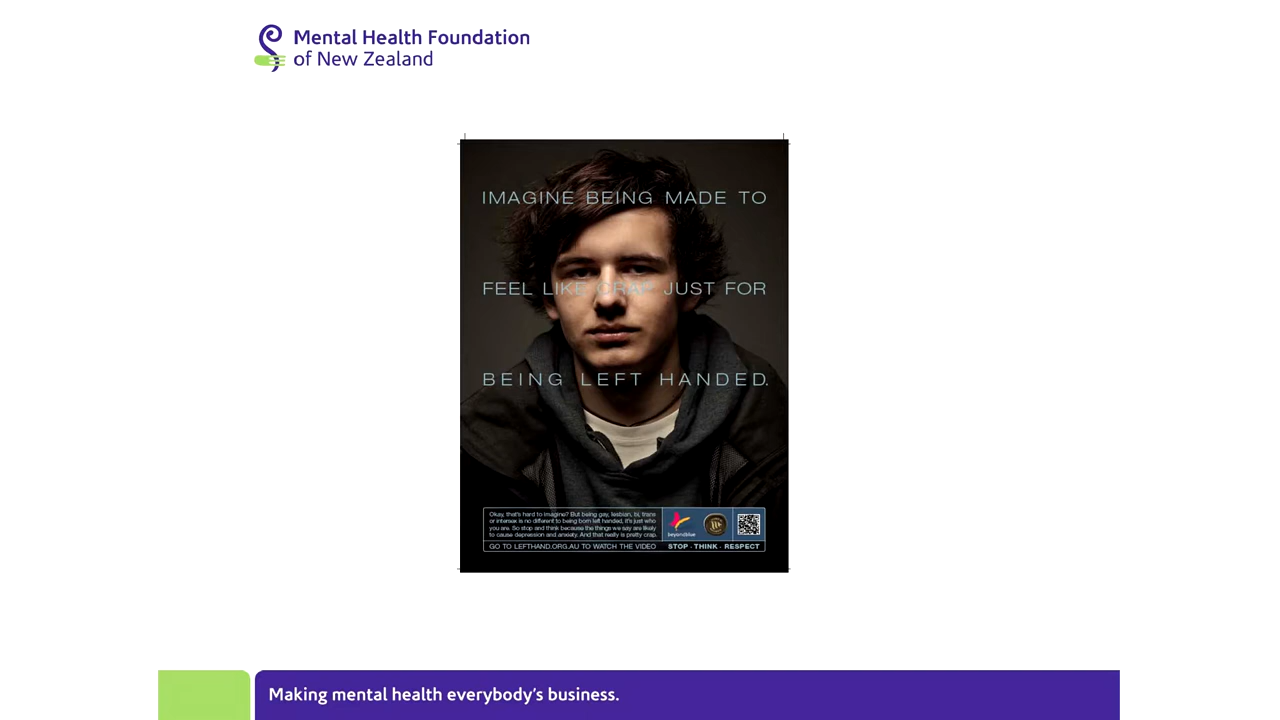 Mental Health Foundation
of New Zealand
IMAGINE BEING MADE TO
FEEL LIKE CRAP JUST FOR
BEING LEFT HANDED.
Okay, that's hard to imagine? But being gay, lesbian, bi, trans
or intersex is no different to being born left handed, it's just who
you are. So stop and think because the things we say are likely
to cause depression and anxiety. And that really is pretty crap.
beyondblue
GO TO LEFTHAND.ORG.AU TO WATCH THE VIDEO
STOP · THINK · RESPECT
Making mental health everybody's business.